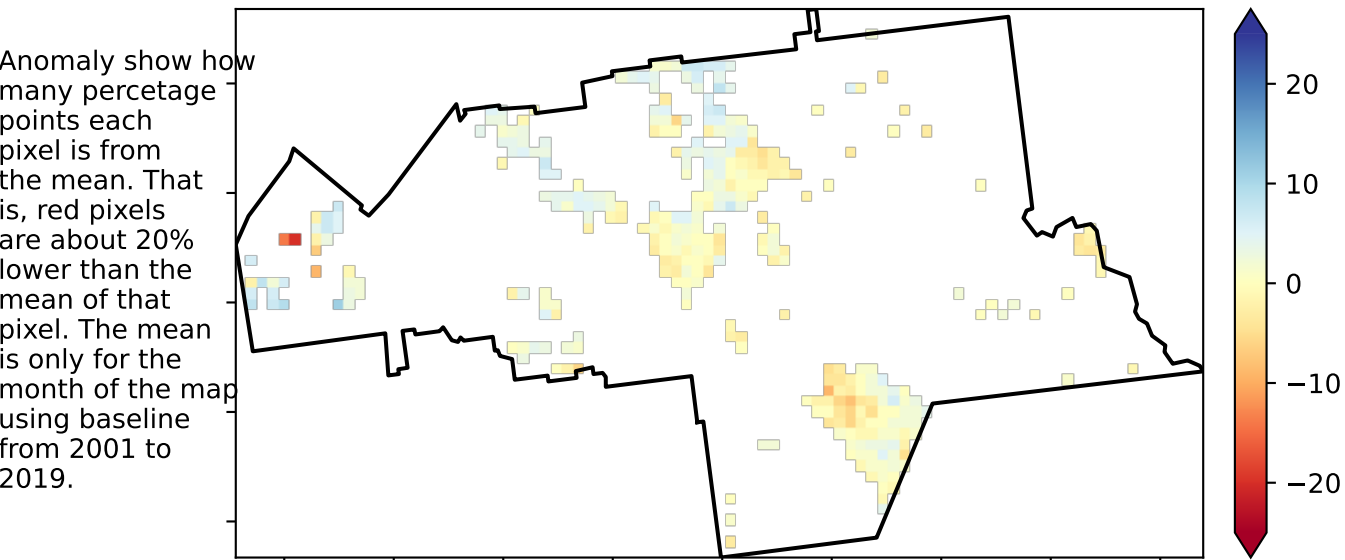 Anomaly show how
many percetage
points each
pixel is from
the mean. That
is, red pixels
are about 20%
lower than the
mean of that
pixel. The mean
is only for the
month of the map
using baseline
from 2001 to
2019.
20
10
0
−10
−20